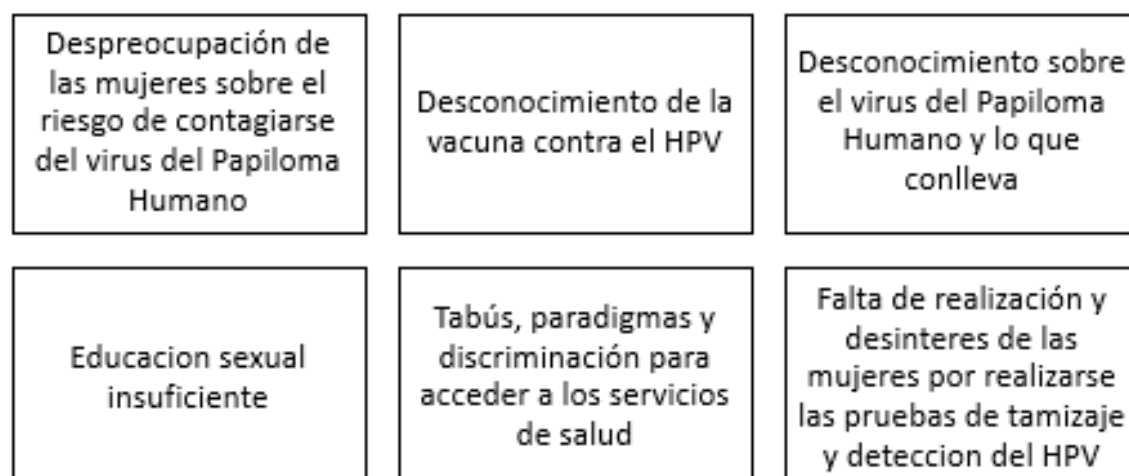 Despreocupación de
las mujeres sobre el
riesgo de contagiarse
del virus del Papiloma
Humano
Desconocimiento de la
vacuna contra el HPV
Desconocimiento sobre
el virus del Papiloma
Humano y lo que
conlleva
Educacion sexual
insuficiente
Tabús, paradigmas y
discriminación para
acceder a los servicios
de salud
Falta de realización y
desinteres de las
mujeres por realizarse
las pruebas de tamizaje
y deteccion del HPV